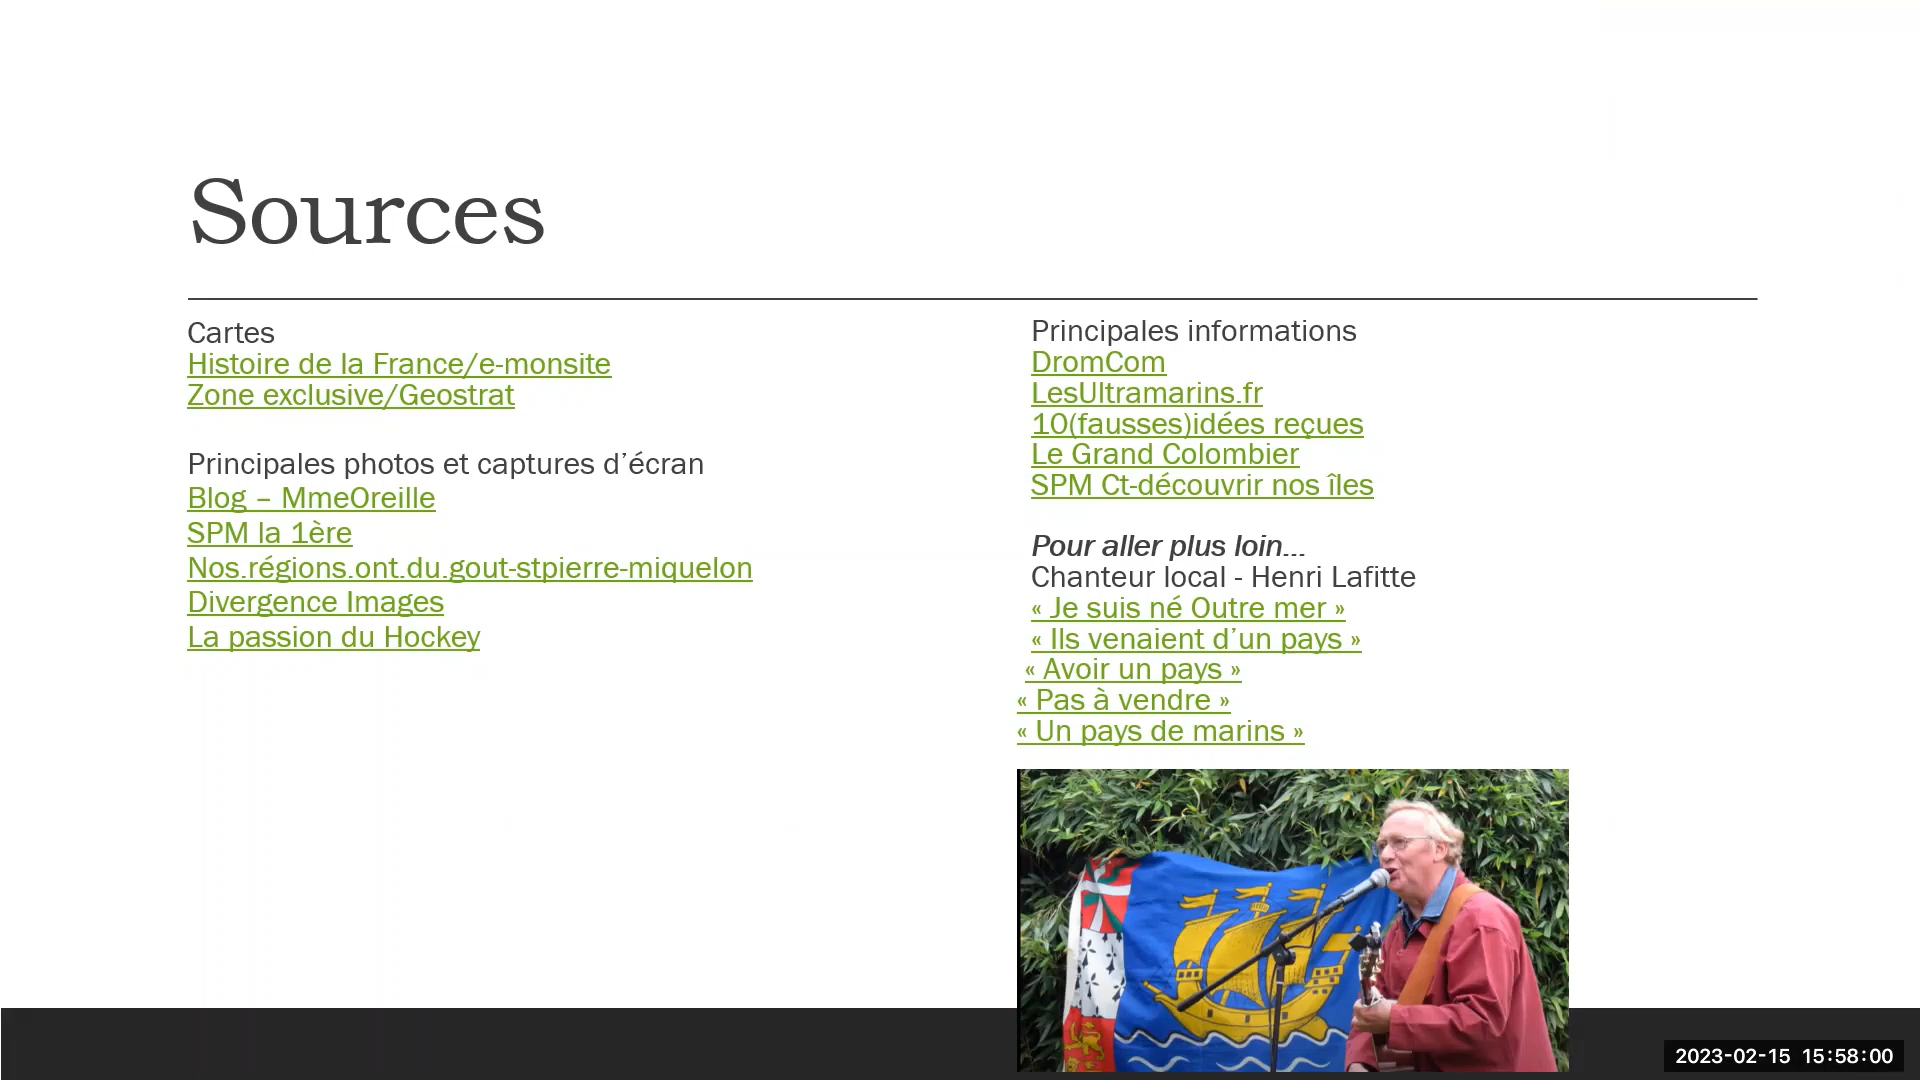 Sources
Cartes
Histoire de la France/e-monsite
Zone exclusive/Geostrat
Principales photos et captures d’écran
Blog – MmeOreille
SPM la 1ère
Nos.régions.ont.du.gout-stpierre-miquelon
Divergence Images
La passion du Hockey
Principales informations
DromCom
LesUltramarins.fr
10(fausses)idées reçues
Le Grand Colombier
SPM Ct-découvrir nos îles
Pour aller plus loin...
Chanteur local - Henri Lafitte
« Je suis né Outre mer »
« Ils venaient d’un pays »
« Avoir un pays »
« Pas à vendre »
« Un pays de marins »
2023-02-15 15:58:00